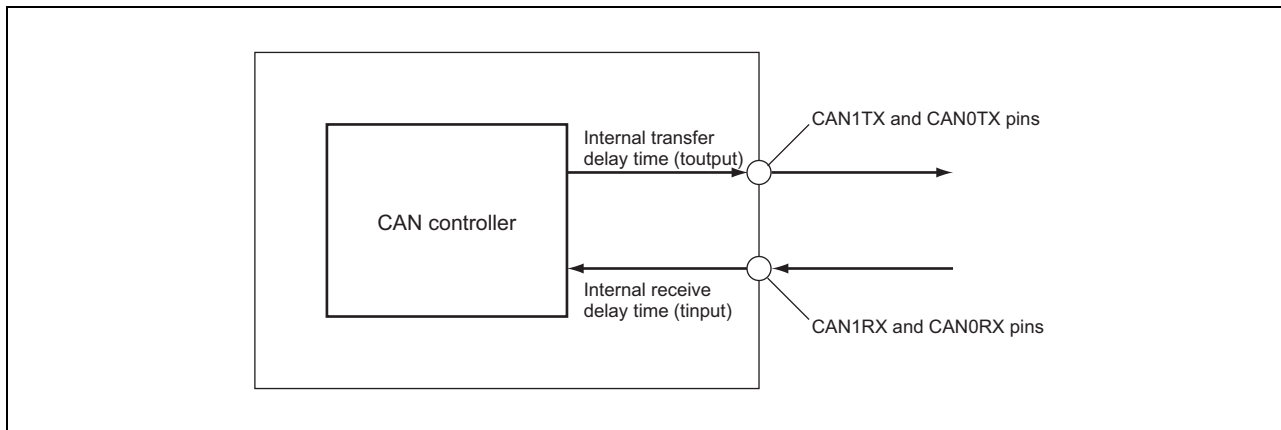 CAN1TX and CAN0TX pins
Internal transfer
delay time (toutput)
CAN controller
Internal receive
delay time (tinput)
CAN1RX and CAN0RX pins